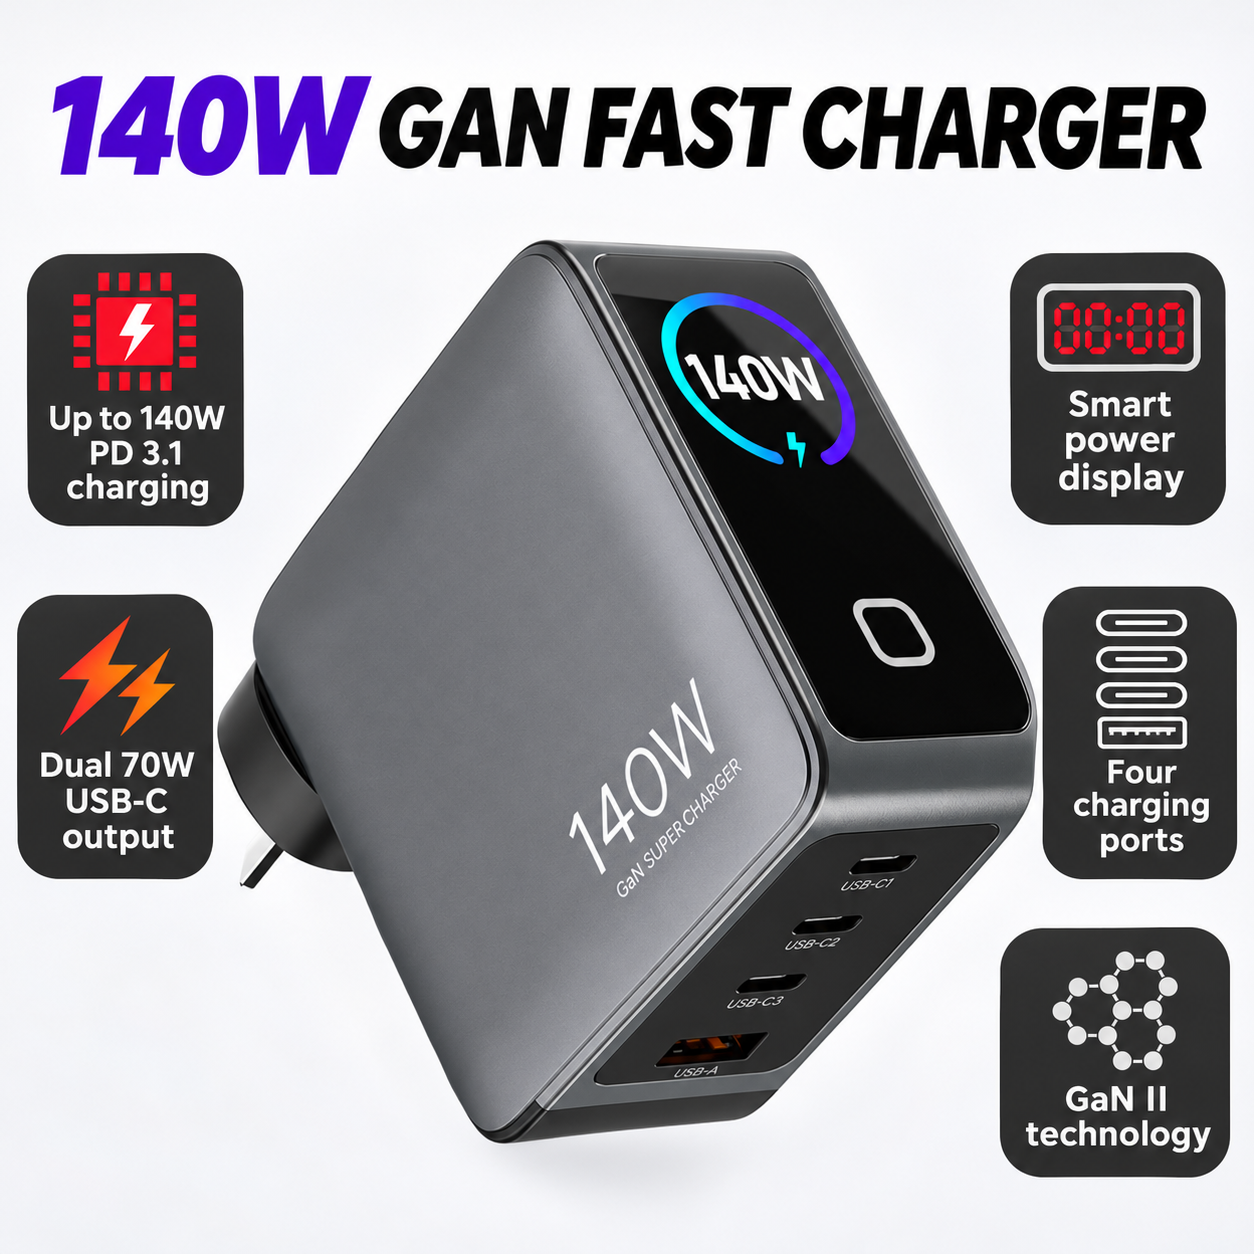 140W GAN FAST CHARGER
Up to 140W
PD 3.1
charging
Dual 70W
USB-C
output
140W
140W
GaN SUPER CHARGER
USB-C1
USB-C2
USB-C3
USB-A
00:00
Smart
power
display
Four
charging
ports
GaN II
technology